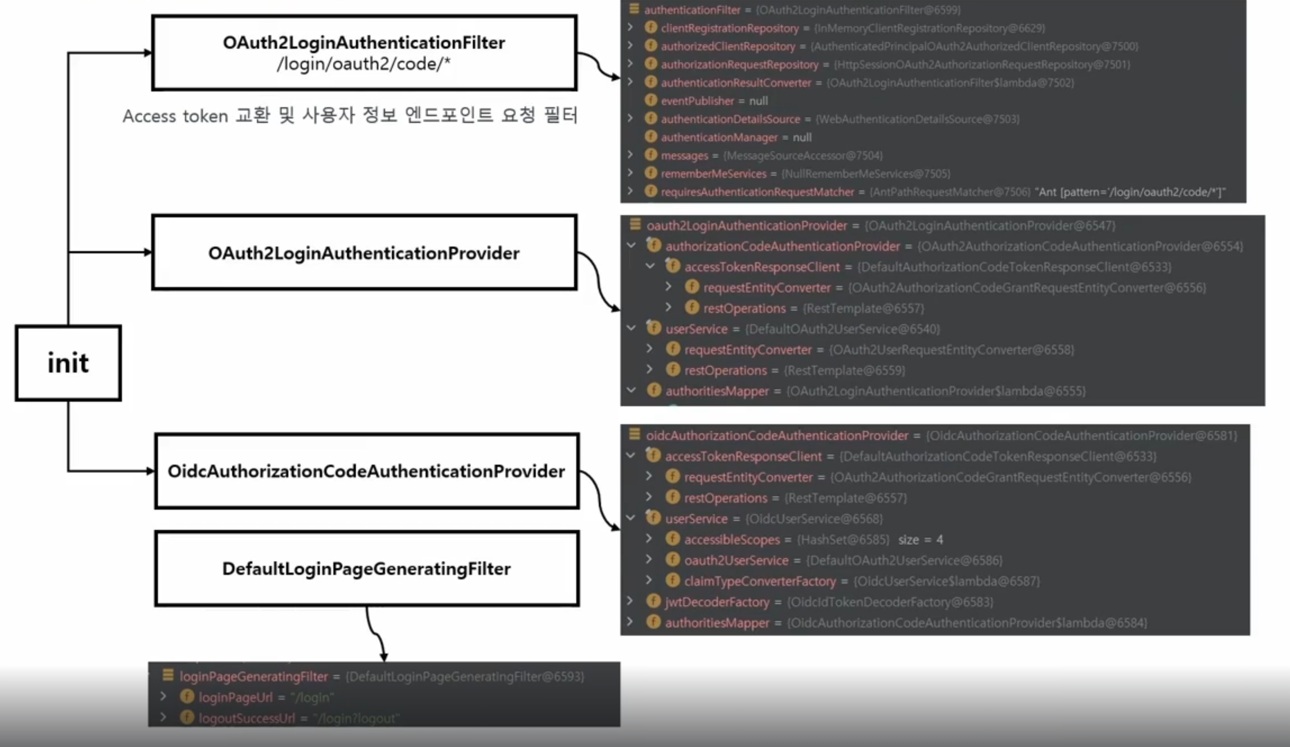 OAuth2LoginAuthenticationFilter
/login/oauth2/code/*
Access token 교환 및 사용자 정보 엔드포인트 요청 필터
authenticationFilter = {OAuth2LoginAuthenticationFilter@6599}
clientRegistrationRepository = {InMemoryClientRegistrationRepository@6629}
authorizedClientRepository = {AuthenticatedPrincipalOAuth2AuthorizedClientRepository@7500}
authorizationRequestRepository = {HttpSessionOAuth2AuthorizationRequestRepository@7501}
authenticationResultConverter = {OAuth2LoginAuthenticationFilter$lambda@7502}
eventPublisher = null
authenticationDetailsSource = {WebAuthenticationDetailsSource@7503}
authenticationManager = null
messages = {MessageSourceAccessor@7504}
rememberMeServices = {NullRememberMeServices@7505}
requiresAuthenticationRequestMatcher = {AntPathRequestMatcher@7506} "Ant [pattern='/login/oauth2/code/*']"
OAuth2LoginAuthenticationProvider
oauth2LoginAuthenticationProvider = {OAuth2LoginAuthenticationProvider@6547}
authorizationCodeAuthenticationProvider = {OAuth2AuthorizationCodeAuthenticationProvider@6554}
accessTokenResponseClient = {DefaultAuthorizationCodeTokenResponseClient@6533}
requestEntityConverter = {OAuth2AuthorizationCodeGrantRequestEntityConverter@6556}
restOperations = {RestTemplate@6557}
userService = {DefaultOAuth2UserService@6540}
requestEntityConverter = {OAuth2UserRequestEntityConverter@6558}
restOperations = {RestTemplate@6559}
authoritiesMapper = {OAuth2LoginAuthenticationProvider$lambda@6555}
init
OidcAuthorizationCodeAuthenticationProvider
oidcAuthorizationCodeAuthenticationProvider = {OidcAuthorizationCodeAuthenticationProvider@6581}
accessTokenResponseClient = {DefaultAuthorizationCodeTokenResponseClient@6533}
requestEntityConverter = {OAuth2AuthorizationCodeGrantRequestEntityConverter@6556}
restOperations = {RestTemplate@6557}
userService = {OidcUserService@6568}
accessibleScopes = {HashSet@6585} size = 4
oauth2UserService = {DefaultOAuth2UserService@6586}
claimTypeConverterFactory = {OidcUserService$lambda@6587}
jwtDecoderFactory = {OidcIdTokenDecoderFactory@6583}
authoritiesMapper = {OidcAuthorizationCodeAuthenticationProvider$lambda@6584}
DefaultLoginPageGeneratingFilter
loginPageGeneratingFilter = {DefaultLoginPageGeneratingFilter@6593}
loginPageUrl = "/login"
logoutSuccessUrl = "/login?logout"